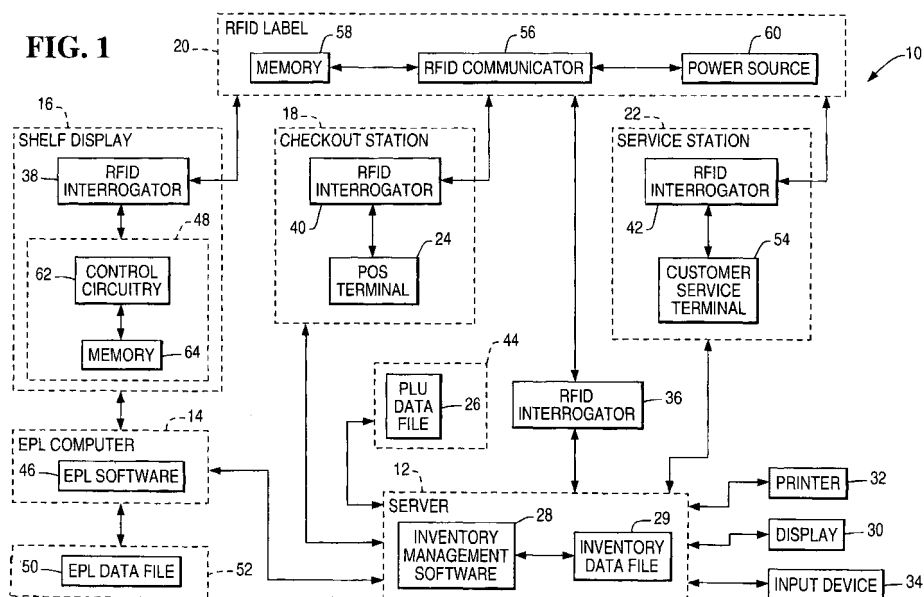 FIG. 1
RFID LABEL
20
58
56
60
10
MEMORY
RFID COMMUNICATOR
POWER SOURCE
16
SHELF DISPLAY
38
RFID
INTERROGATOR
48
62
CONTROL
CIRCUITRY
MEMORY
64
18
CHECKOUT STATION
RFID
INTERROGATOR
40
24
POS
TERMINAL
22
SERVICE STATION
RFID
INTERROGATOR
42
54
CUSTOMER
SERVICE
TERMINAL
44
PLU
DATA
FILE
26
RFID
INTERROGATOR
36
14
EPL COMPUTER
46
EPL SOFTWARE
50
EPL DATA FILE
52
12
SERVER
28
INVENTORY
MANAGEMENT
SOFTWARE
29
INVENTORY
DATA FILE
PRINTER
32
DISPLAY
30
INPUT DEVICE
34